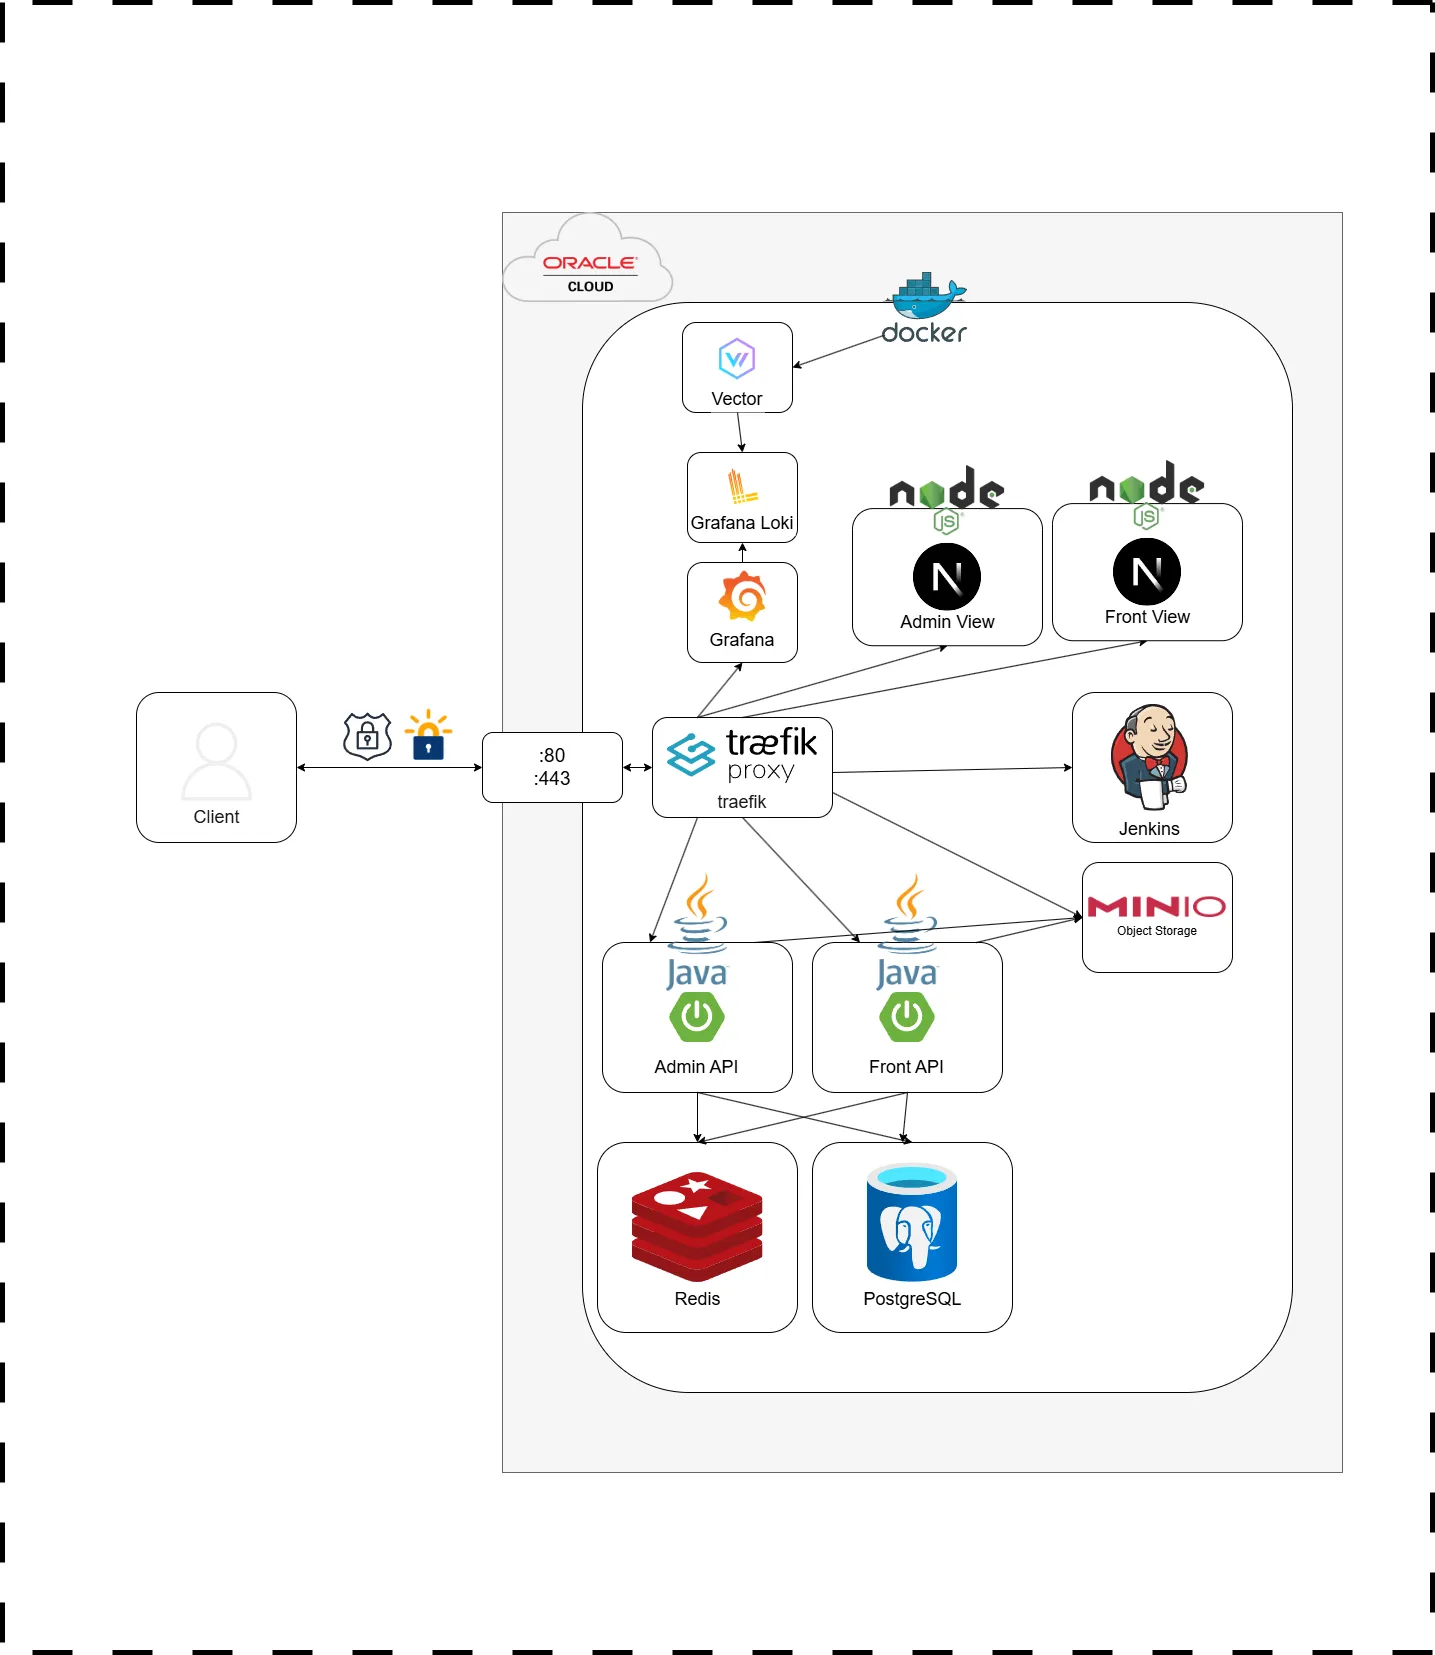 ORACLE
CLOUD
docker
Vector
Grafana Loki
Grafana
node
JS
N
Admin View
node
JS
N
Front View
Client
:80
:443
træfik
proxy
traefik
Jenkins
MINIO
Object Storage
Java
Admin API
Java
Front API
Redis
PostgreSQL